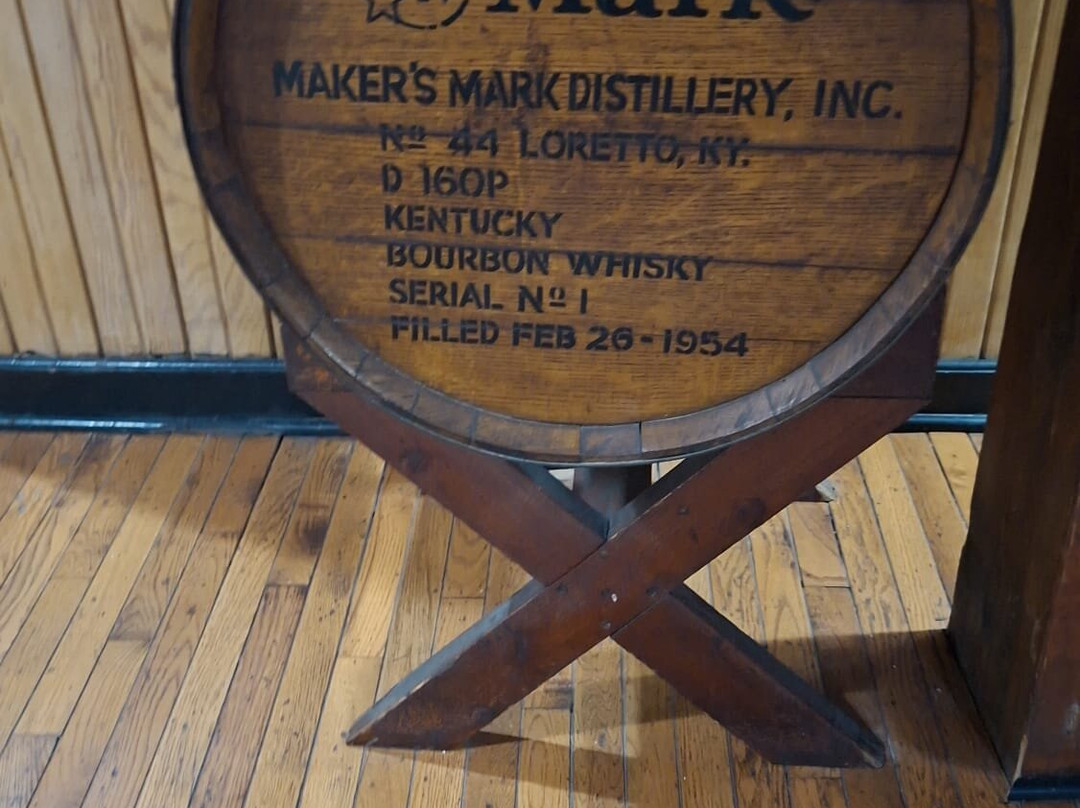 Mark
MAKER'S MARK DISTILLERY, INC.
Nº 44 LORETTO, KY.
D 160P
KENTUCKY
BOURBON WHISKY
SERIAL Nº 1
FILLED FEB 26-1954